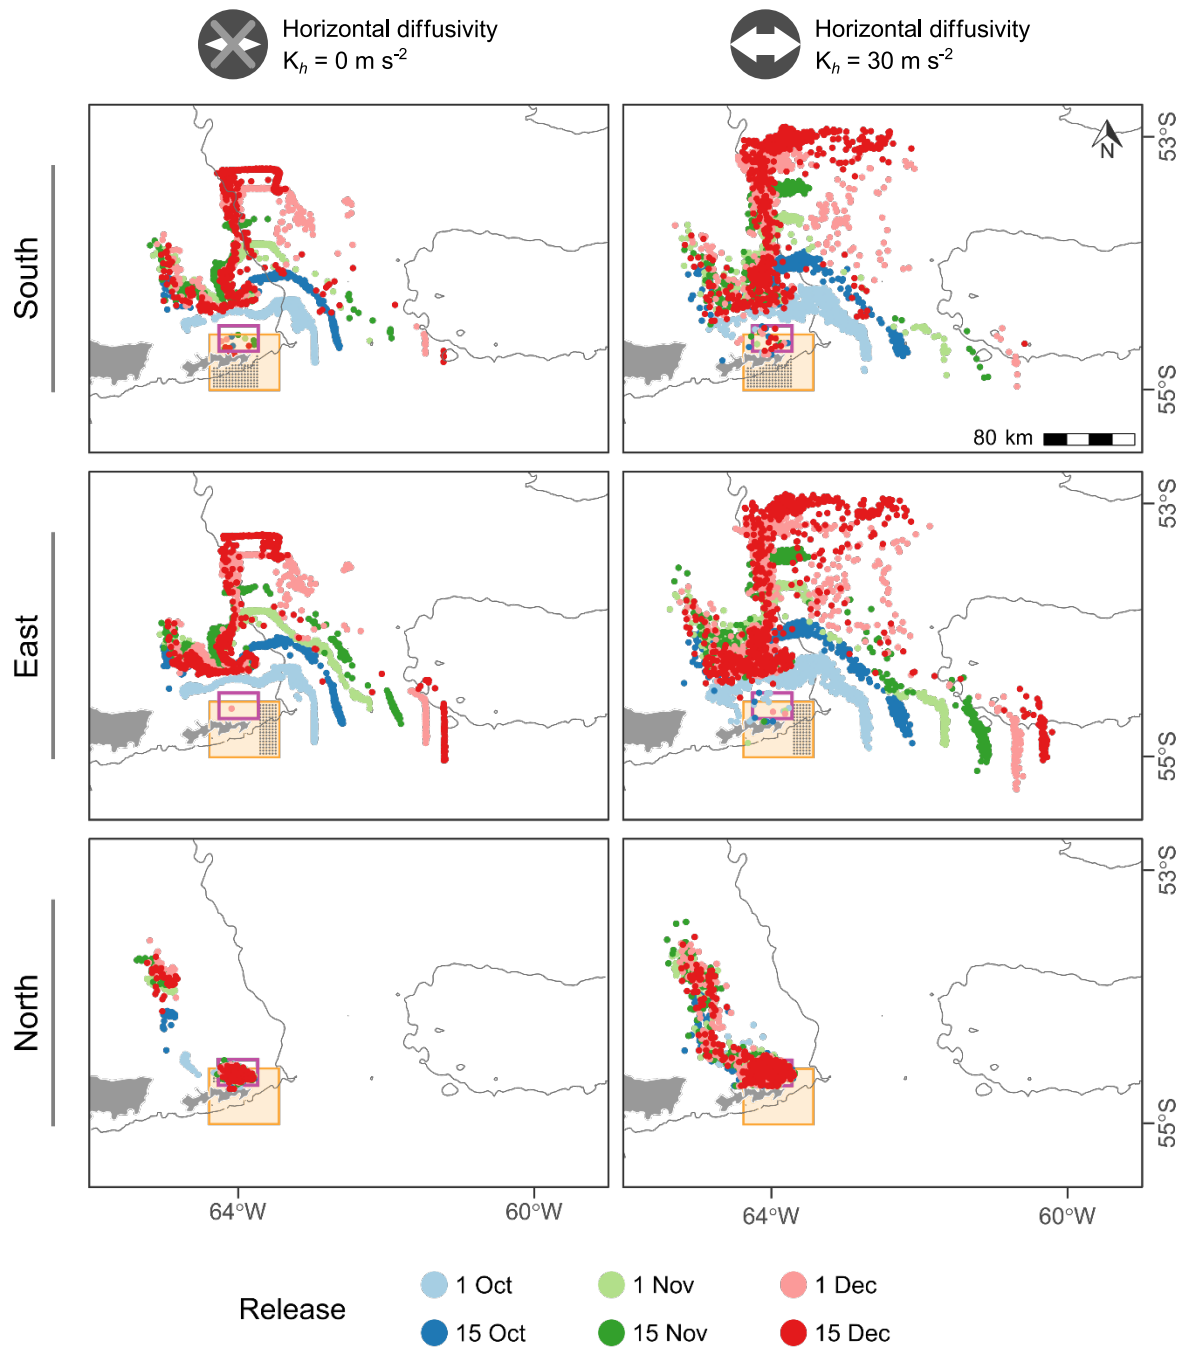 Horizontal diffusivity
Kₕ = 0 m s⁻²
Horizontal diffusivity
Kₕ = 30 m s⁻²
South
N
53°S
55°S
80 km
East
53°S
55°S
North
53°S
55°S
64°W
60°W
64°W
60°W
Release
1 Oct
1 Nov
1 Dec
15 Oct
15 Nov
15 Dec